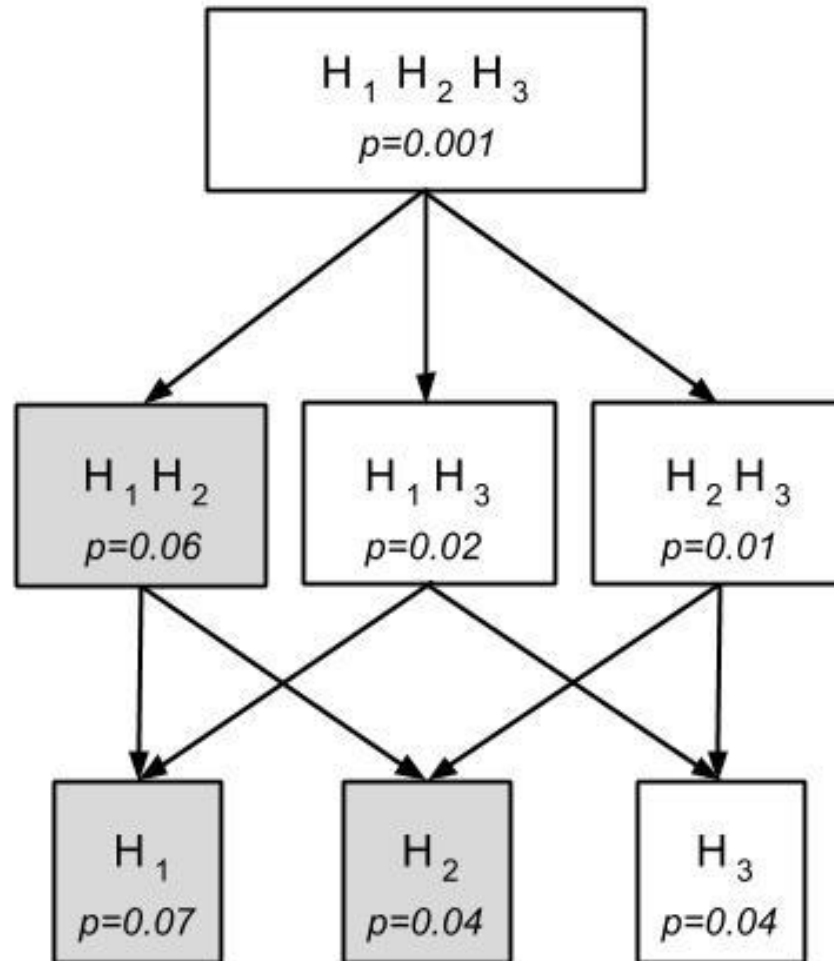 H₁ H₂ H₃
p=0.001
H₁ H₂
p=0.06
H₁ H₃
p=0.02
H₂ H₃
p=0.01
H₁
p=0.07
H₂
p=0.04
H₃
p=0.04